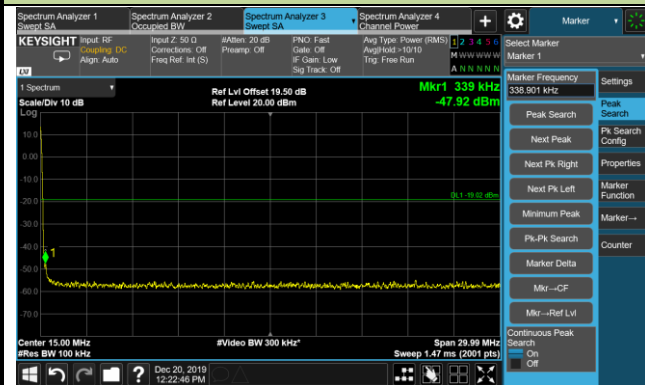 Spectrum Analyzer 1
Swept SA
Spectrum Analyzer 2
Occupied BW
Spectrum Analyzer 3
Swept SA
Spectrum Analyzer 4
Channel Power
+
Marker
KEYSIGHT
Input: RF
Coupling: DC
Align: Auto
Input Z: 50 Ω
Corrections: Off
Freq Ref: Int (S)
#Atten: 20 dB
Preamp: Off
PNO: Fast
Gate: Off
IF Gain: Low
Sig Track: Off
Avg Type: Power (RMS)
Avg|Hold:>10/10
Trig: Free Run
1 2 3 4 5 6
M W W W W W
A N N N N N
Select Marker
Marker 1
LXI
1 Spectrum
Scale/Div 10 dB
Log
Ref Lvl Offset 19.50 dB
Ref Level 20.00 dBm
Mkr1 339 kHz
-47.92 dBm
10.0
0.00
-10.0
-20.0
-30.0
-40.0
-50.0
-60.0
-70.0
DL1 -19.02 dBm
1
Center 15.00 MHz
#Res BW 100 kHz
#Video BW 300 kHz*
Span 29.99 MHz
Sweep 1.47 ms (2001 pts)
Marker Frequency
338.901 kHz
Peak Search
Next Peak
Next Pk Right
Next Pk Left
Minimum Peak
Pk-Pk Search
Marker Delta
Mkr→CF
Mkr→Ref Lvl
Continuous Peak
Search
On
Off
Settings
Peak
Search
Pk Search
Config
Properties
Marker
Function
Marker→
Counter
?
Dec 20, 2019
12:22:46 PM